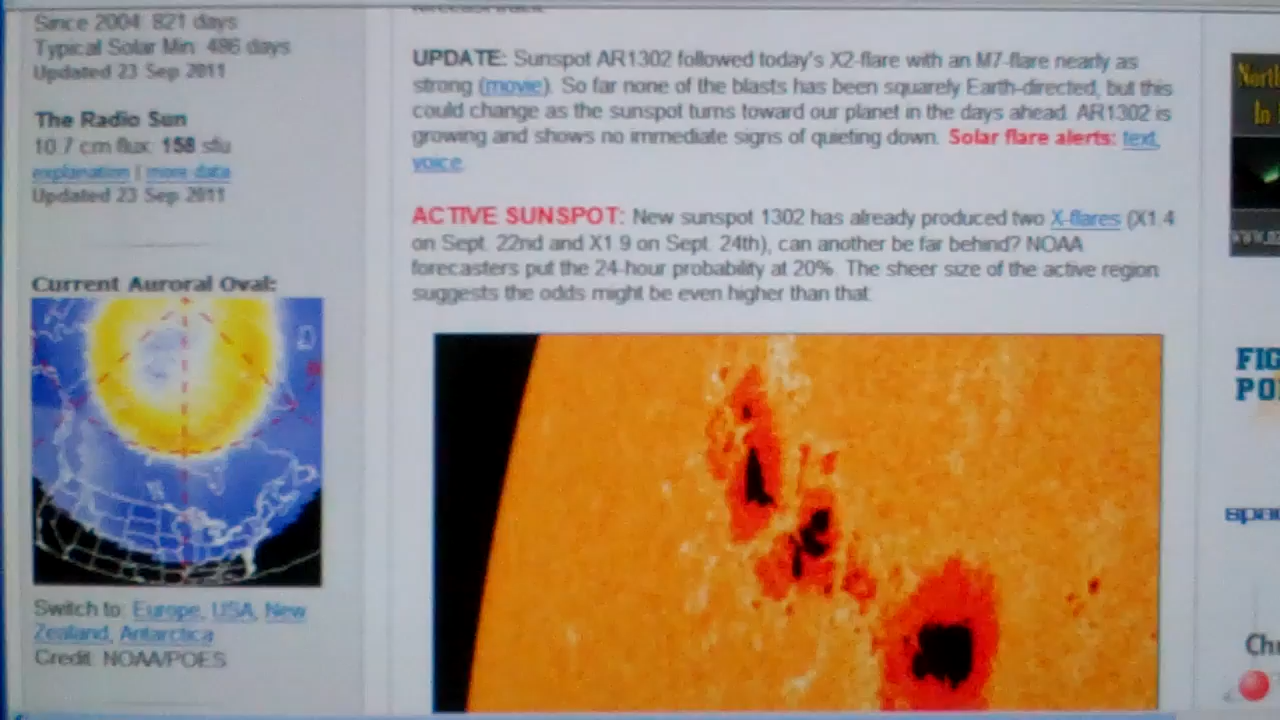 Since 2004: 821 days
Typical Solar Min: 486 days
Updated 23 Sep 2011
The Radio Sun
10.7 cm flux: 158 sfu
explanation | more data
Updated 23 Sep 2011
Current Auroral Oval:
Switch to: Europe, USA, New
Zealand, Antarctica
Credit: NOAA/POES
UPDATE: Sunspot AR1302 followed today's X2-flare with an M7-flare nearly as
strong (movie). So far none of the blasts has been squarely Earth-directed, but this
could change as the sunspot turns toward our planet in the days ahead. AR1302 is
growing and shows no immediate signs of quieting down. Solar flare alerts: text,
voice.
ACTIVE SUNSPOT: New sunspot 1302 has already produced two X-flares (X1.4
on Sept. 22nd and X1.9 on Sept. 24th), can another be far behind? NOAA
forecasters put the 24-hour probability at 20%. The sheer size of the active region
suggests the odds might be even higher than that.
In
FIG
PO